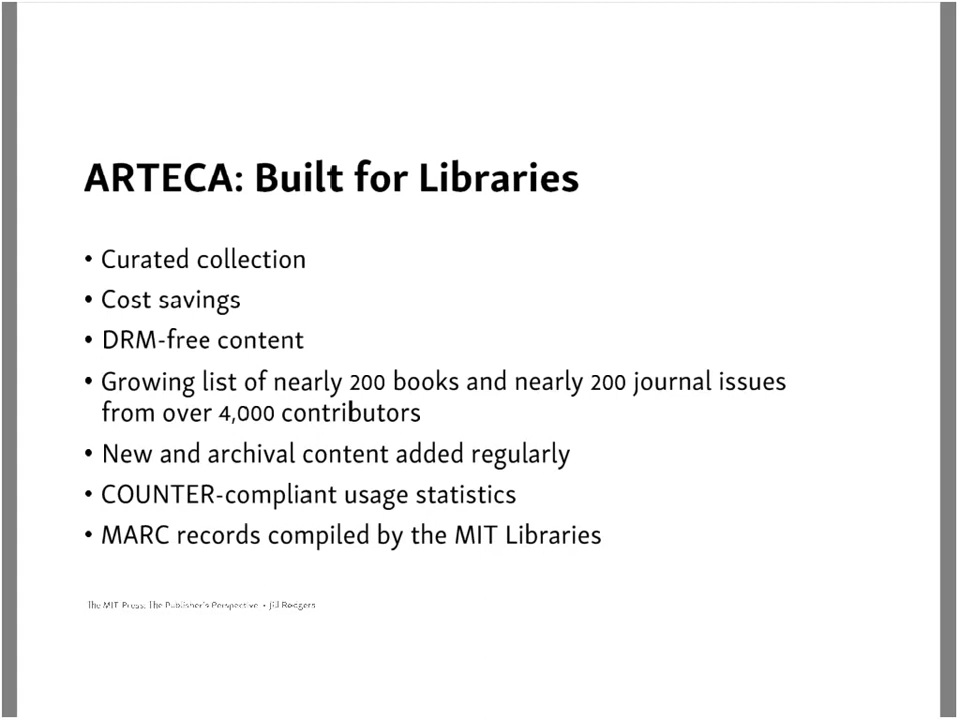 ARTECA: Built for Libraries
• Curated collection
• Cost savings
• DRM-free content
• Growing list of nearly 200 books and nearly 200 journal issues
from over 4,000 contributors
• New and archival content added regularly
• COUNTER-compliant usage statistics
• MARC records compiled by the MIT Libraries
The MIT Press: The Publisher's Perspective • Jill Rodgers